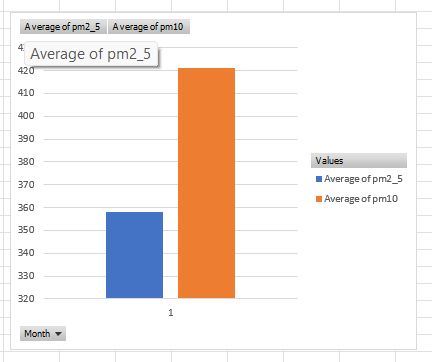 Average of pm2_5 Average of pm10
Average of pm2_5
420
410
400
390
380
370
360
350
340
330
320
1
Values
Average of pm2_5
Average of pm10
Month